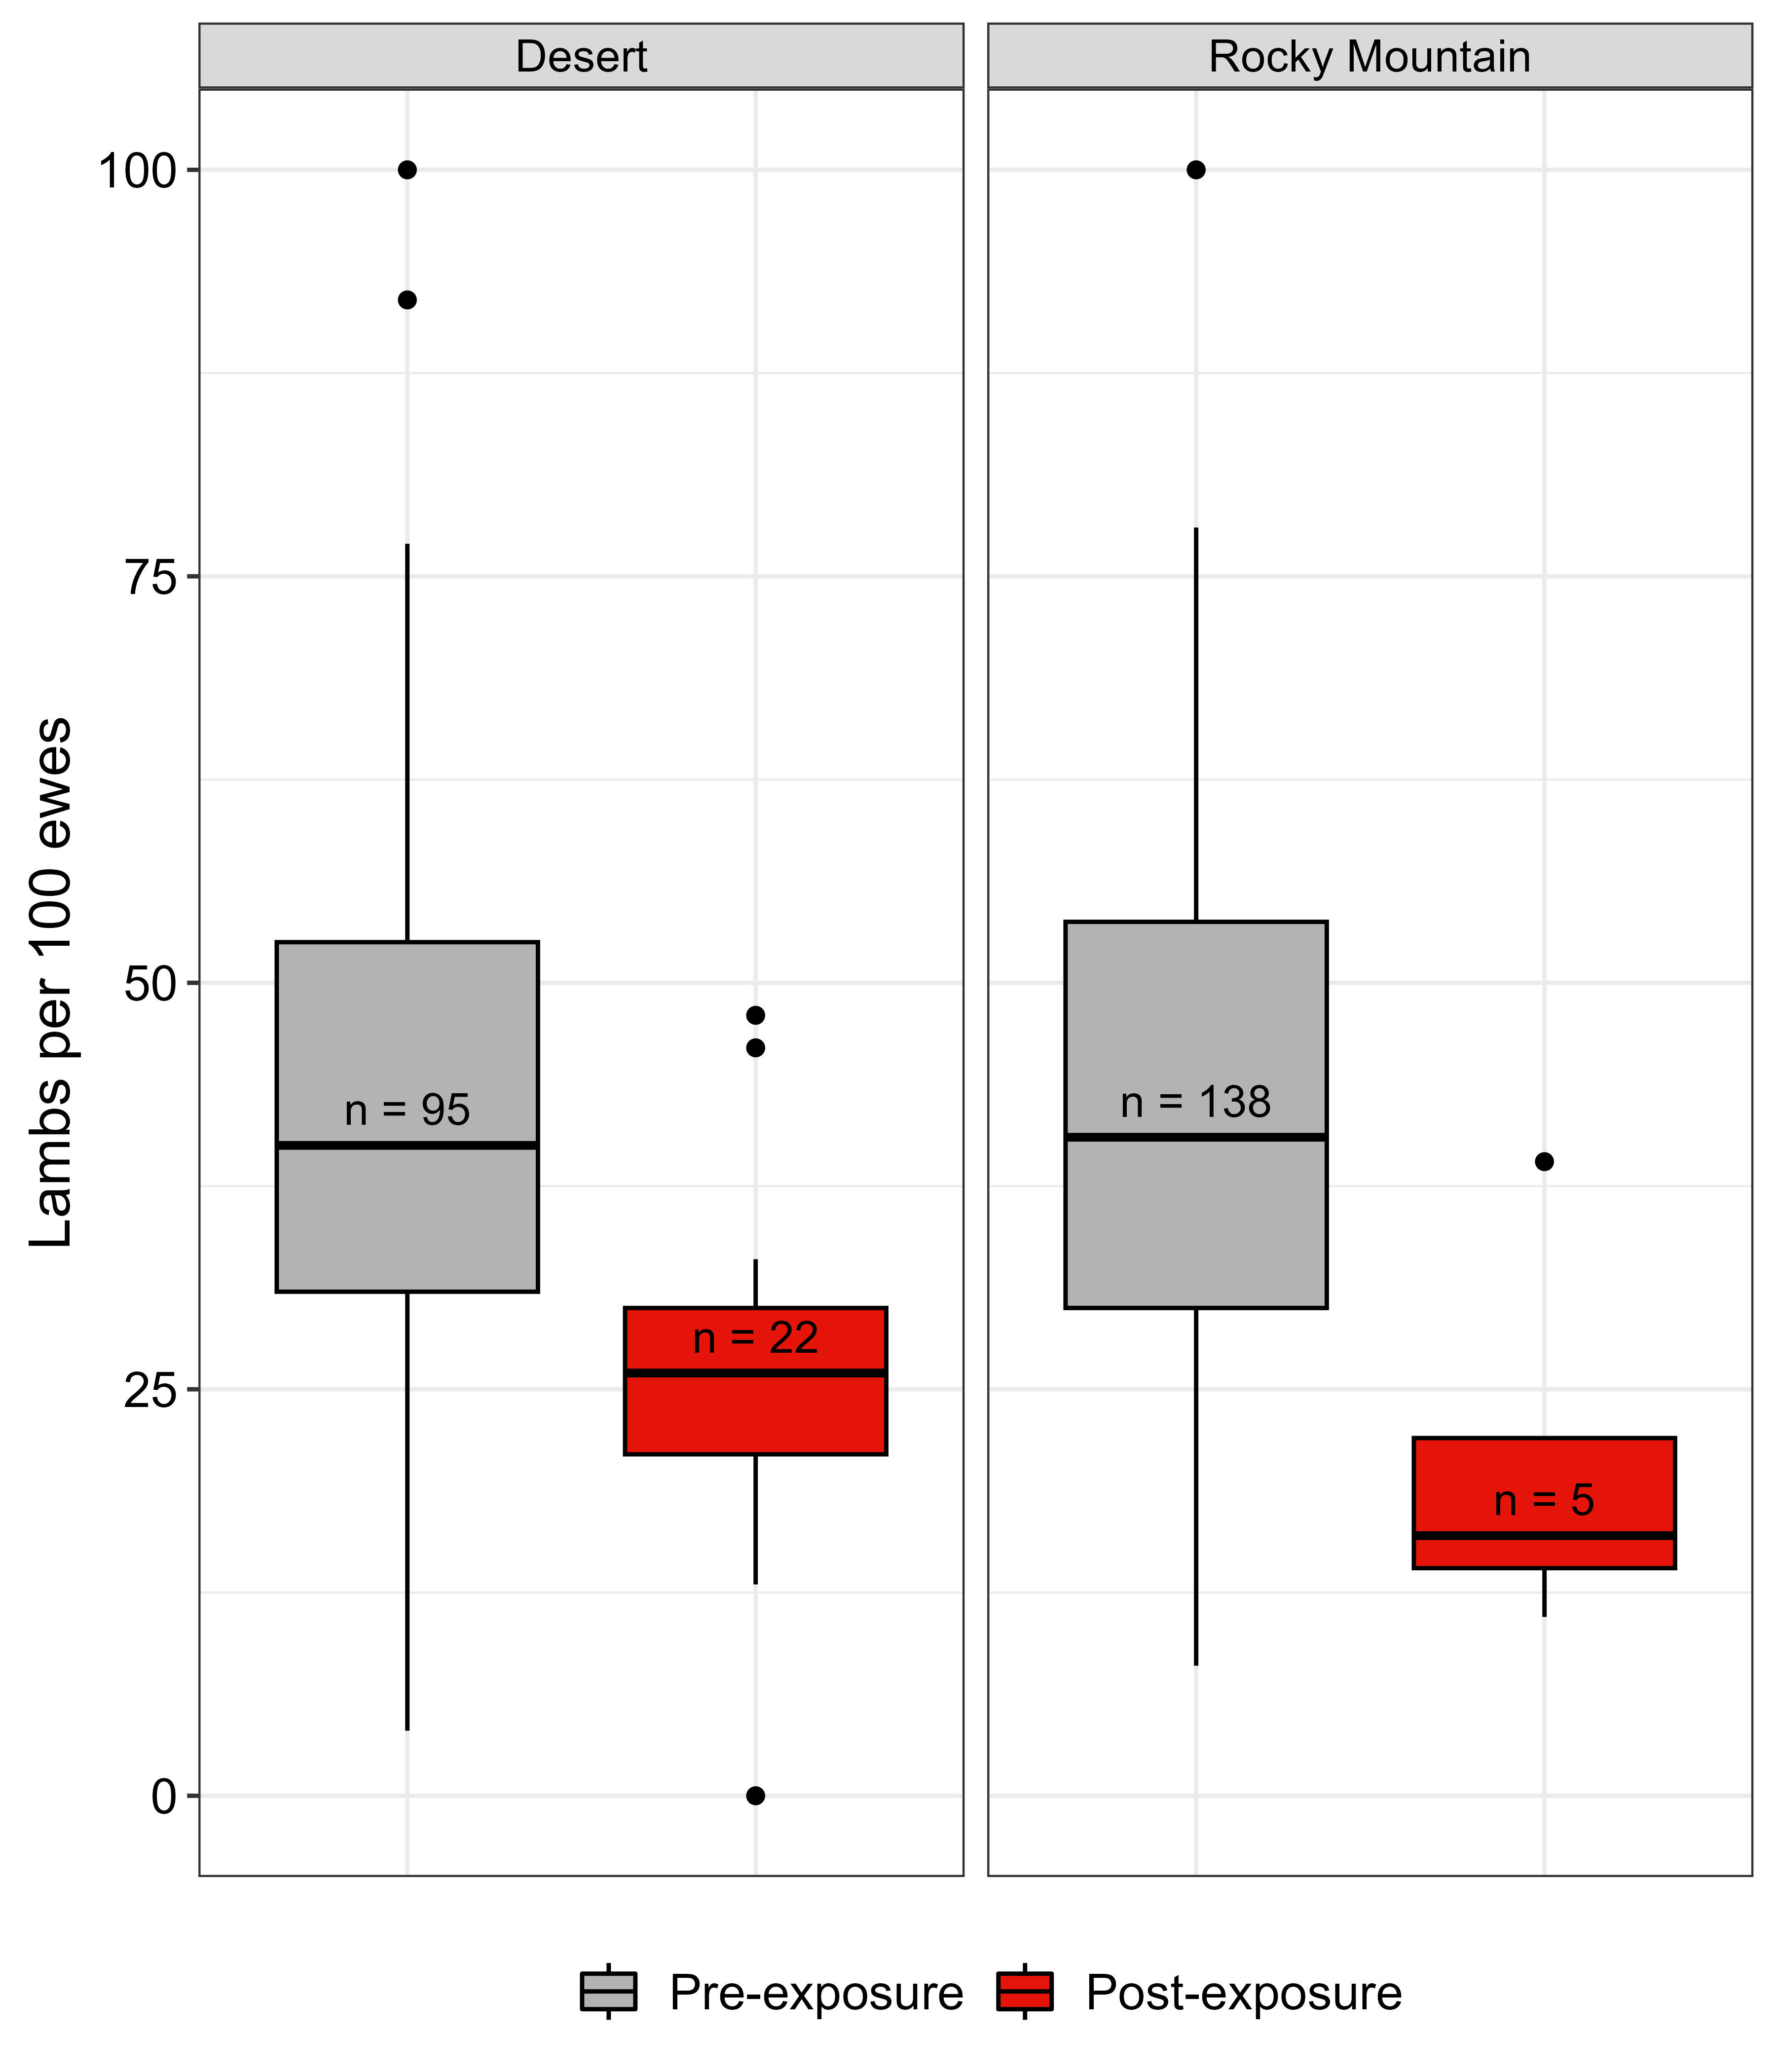 Desert
Rocky Mountain
Lambs per 100 ewes
100
75
50
25
0
n = 95
n = 22
n = 138
n = 5
Pre-exposure
Post-exposure